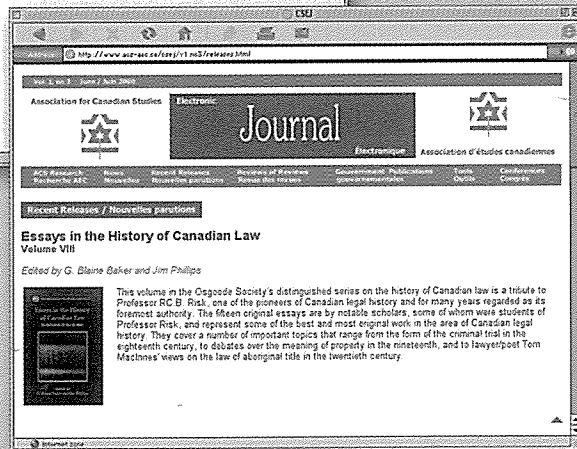 CSEJ
http://www.acs-aec.ca/csej/v1no3/releases.html
Vol. 1, no 3 June / Juin 2000
Association for Canadian Studies
Electronic
Journal
Électronique
Association d'études canadiennes
ACS Research News Recent Releases Reviews of Reviews Government Publications Tools Conferences
Recherche AEC Nouvelles Nouvelles parutions Revue des revues gouvernementales Outils Congrès
Recent Releases / Nouvelles parutions
Essays in the History of Canadian Law
Volume VIII
Edited by G. Blaine Baker and Jim Phillips
This volume in the Osgoode Society's distinguished series on the history of Canadian law is a tribute to
Professor RC.B. Risk, one of the pioneers of Canadian legal history and for many years regarded as its
foremost authority. The fifteen original essays are by notable scholars, some of whom were students of
Professor Risk, and represent some of the best and most original work in the area of Canadian legal
history. They cover a number of important topics that range from the form of the criminal trial in the
eighteenth century, to debates over the meaning of property in the nineteenth, and to lawyer/poet Tom
MacInnes' views on the law of aboriginal title in the twentieth century.
Essays in the History
of Canadian Law
Internet zone